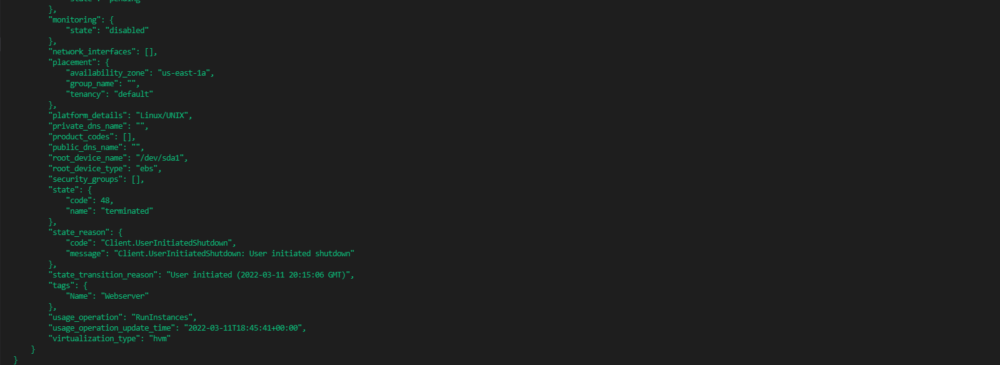 "state": "pending"
},
"monitoring": {
"state": "disabled"
},
"network_interfaces": [],
"placement": {
"availability_zone": "us-east-1a",
"group_name": "",
"tenancy": "default"
},
"platform_details": "Linux/UNIX",
"private_dns_name": "",
"product_codes": [],
"public_dns_name": "",
"root_device_name": "/dev/sda1",
"root_device_type": "ebs",
"security_groups": [],
"state": {
"code": 48,
"name": "terminated"
},
"state_reason": {
"code": "Client.UserInitiatedShutdown",
"message": "Client.UserInitiatedShutdown: User initiated shutdown"
},
"state_transition_reason": "User initiated (2022-03-11 20:15:06 GMT)",
"tags": {
"Name": "Webserver"
},
"usage_operation": "RunInstances",
"usage_operation_update_time": "2022-03-11T18:45:41+00:00",
"virtualization_type": "hvm"
}
}